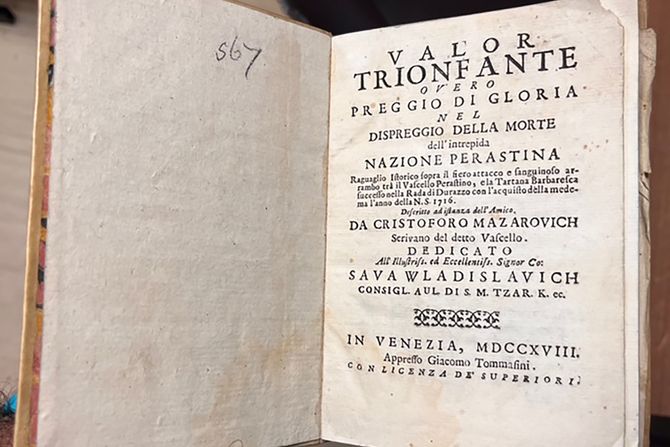 567
VALOR
TRIONFANTE
OVERO
PREGGIO DI GLORIA
NEL
DISPREGGIO DELLA MORTE
dell'intrepida
NAZIONE PERASTINA
Raguaglio Istorico sopra il fiero attacco e sanguinoso ar-
rambo trà il Vascello Perastino, e la Tartana Barbaresca
successo nella Rada di Durazzo con l'acquisto della mede-
ma l'anno della N.S. 1716.
Descritto ad istanza dell'Amico,
DA CRISTOFORO MAZAROVICH
Scrivano del detto Vascello.
DEDICATO
All' Illustriss. ed Eccellentiss. Signor Co:
SAVA WLADISLAVICH
CONSIGL. AUL. DI S. M. TZAR. K. ec.
IN VENEZIA, MDCCXVIII.
Appresso Giacomo Tommasini.
CON LICENZA DE' SUPERIORI.